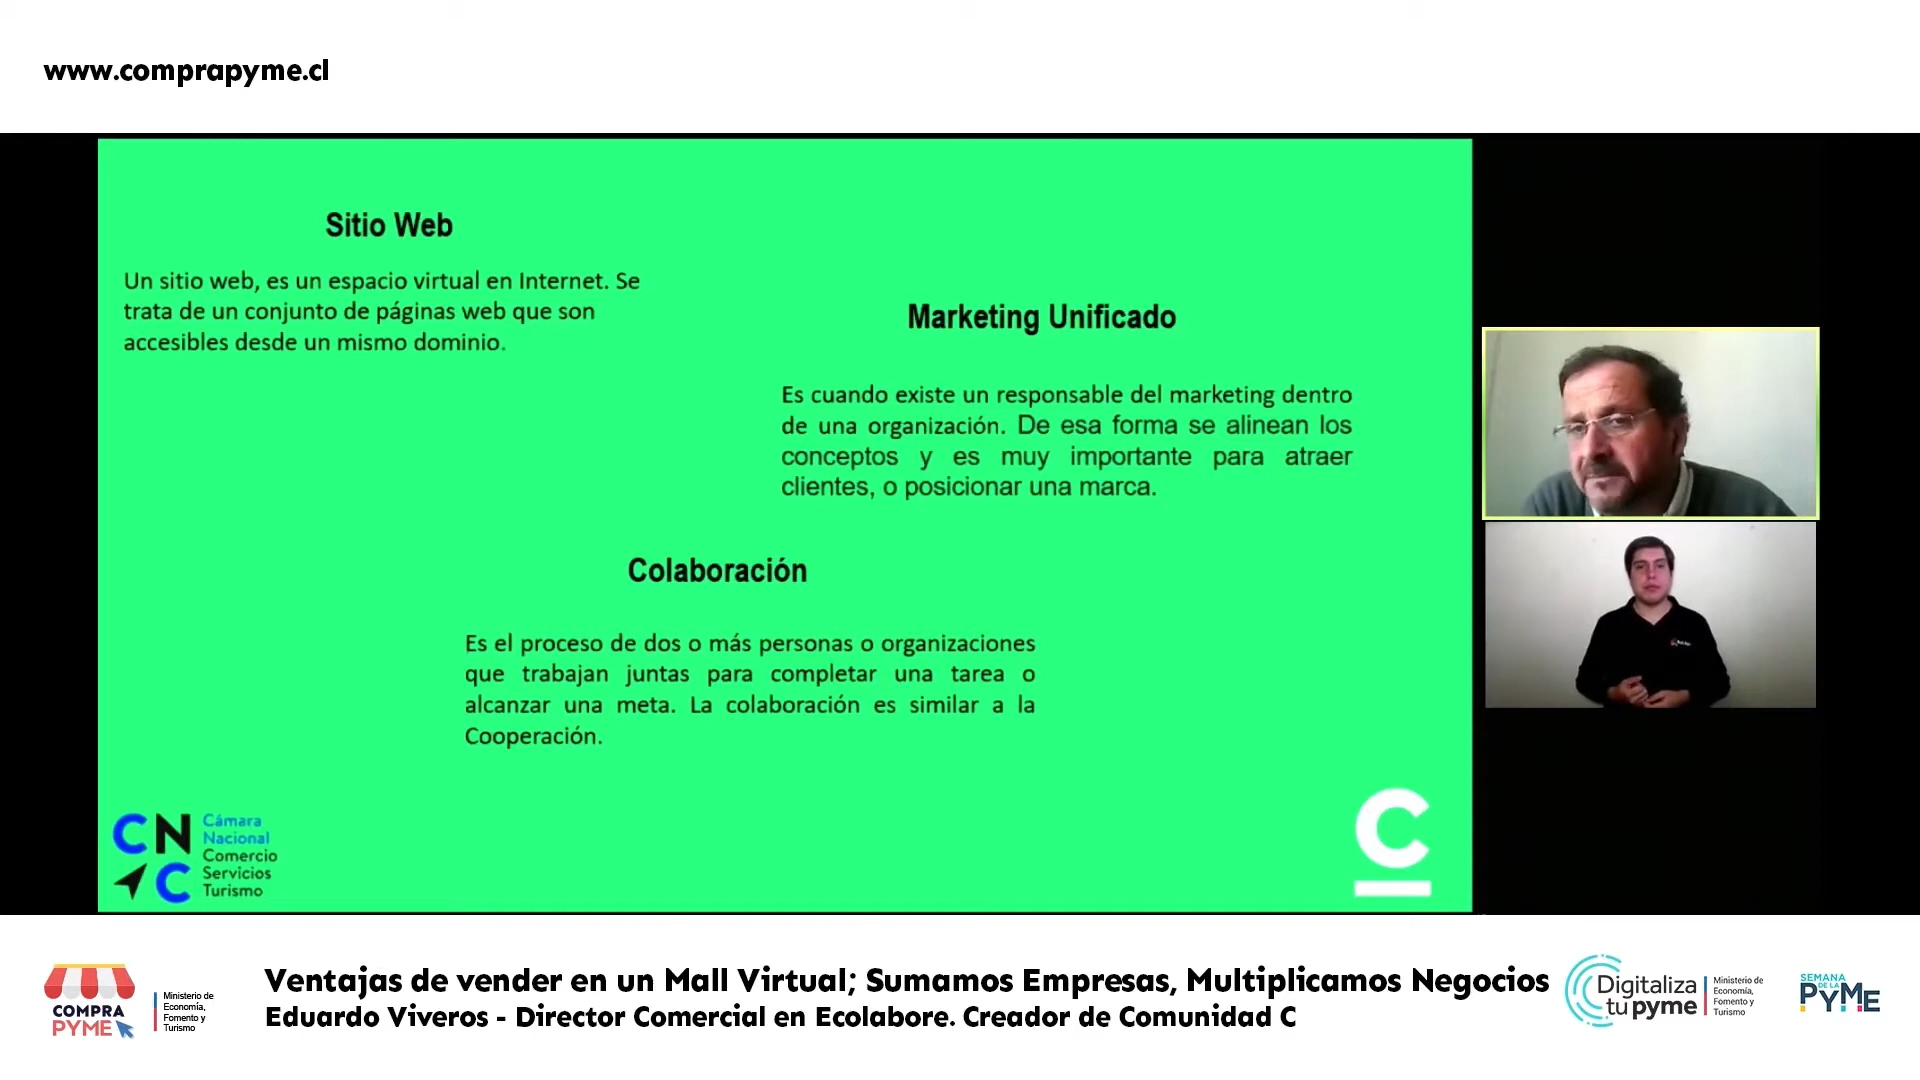 www.comprapyme.cl
Sitio Web
Un sitio web, es un espacio virtual en Internet. Se
trata de un conjunto de páginas web que son
accesibles desde un mismo dominio.
Marketing Unificado
Es cuando existe un responsable del marketing dentro
de una organización. De esa forma se alinean los
conceptos y es muy importante para atraer
clientes, o posicionar una marca.
Colaboración
Es el proceso de dos o más personas o organizaciones
que trabajan juntas para completar una tarea o
alcanzar una meta. La colaboración es similar a la
Cooperación.
CN
C
Cámara
Nacional
Comercio
Servicios
Turismo
C
COMPRA
PYME
Ministerio de
Economía,
Fomento y
Turismo
Ventajas de vender en un Mall Virtual; Sumamos Empresas, Multiplicamos Negocios
Eduardo Viveros - Director Comercial en Ecolabore. Creador de Comunidad C
Digitaliza
tu pyme
Ministerio de
Economía,
Fomento y
Turismo
SEMANA
DE LA
PYME